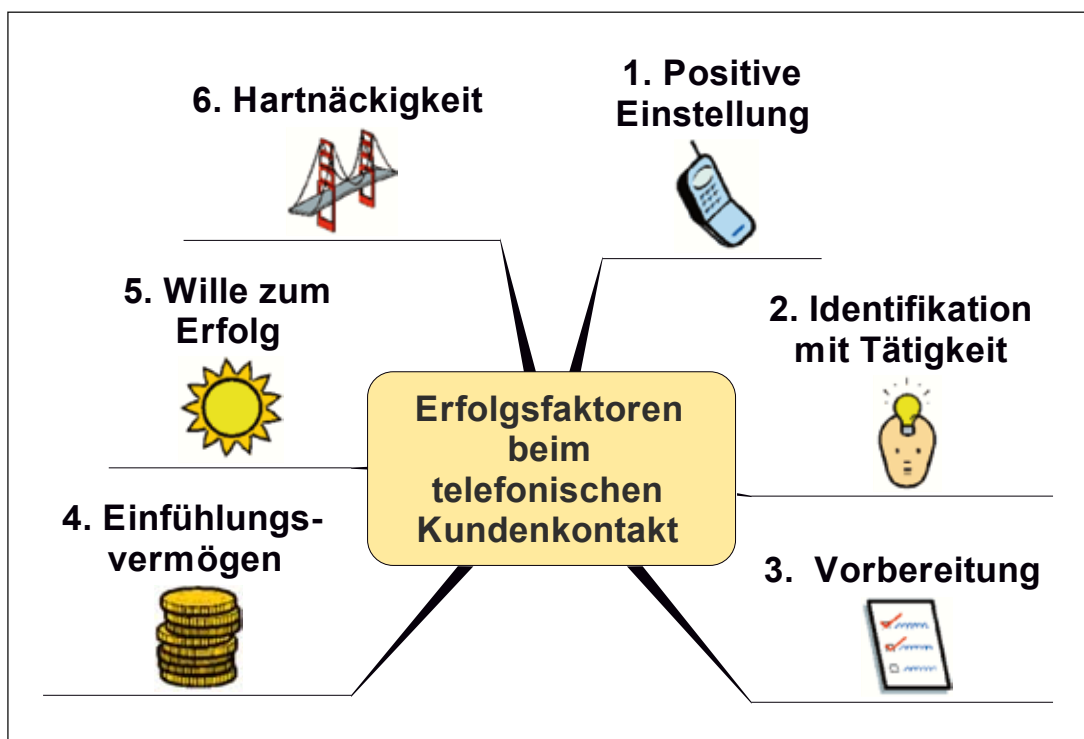 1. Positive
Einstellung
2. Identifikation
mit Tätigkeit
3. Vorbereitung
4. Einfühlungs-
vermögen
5. Wille zum
Erfolg
6. Hartnäckigkeit
Erfolgsfaktoren
beim
telefonischen
Kundenkontakt